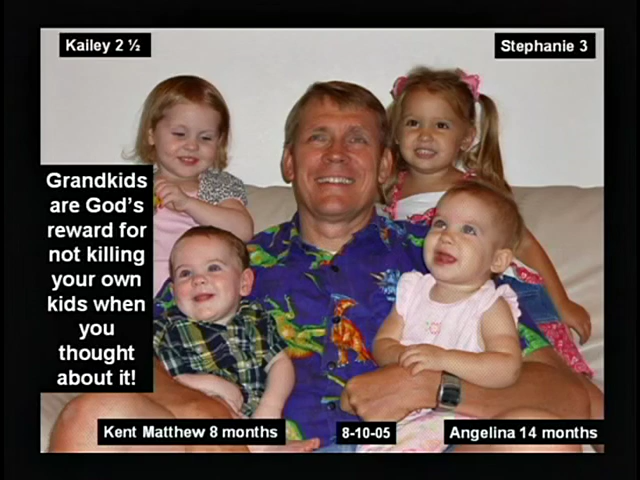 Kailey 2 ½
Stephanie 3
Grandkids
are God's
reward for
not killing
your own
kids when
you
thought
about it!
Kent Matthew 8 months
8-10-05
Angelina 14 months